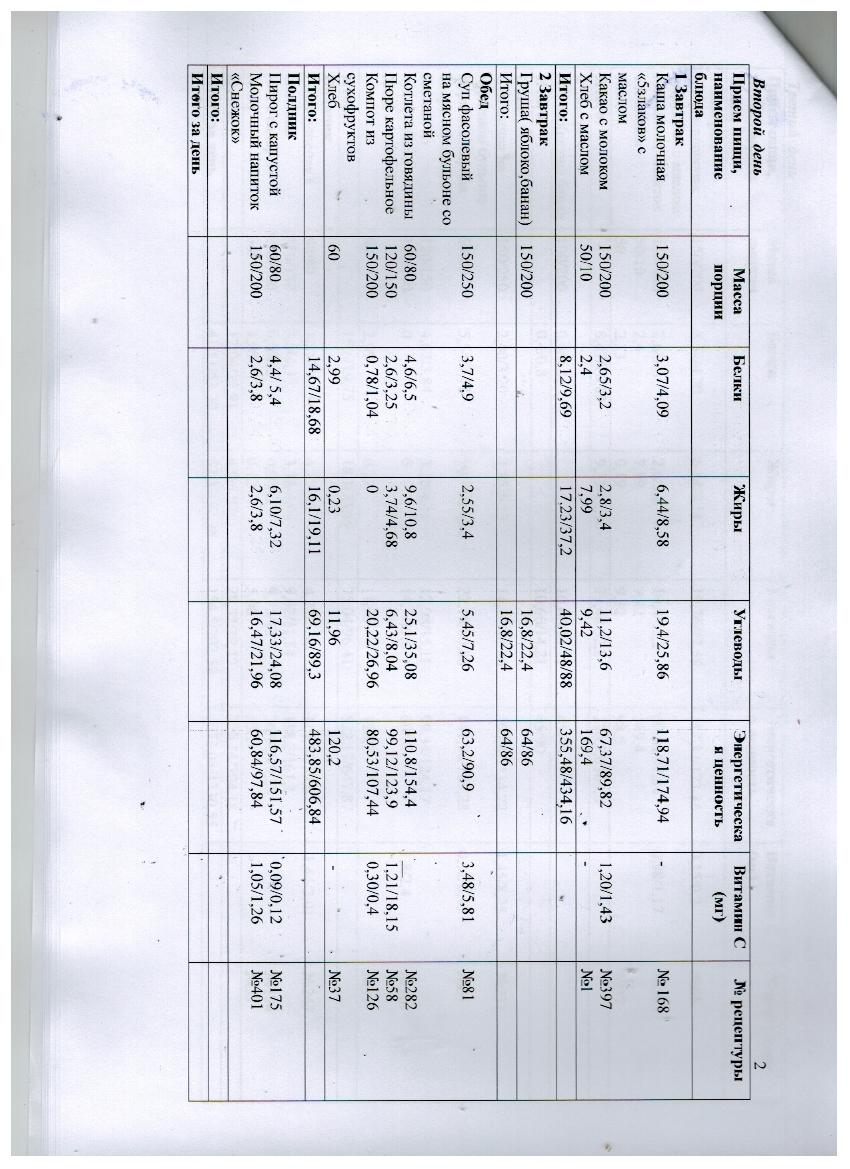 2
Второй день
Прием пищи, наименование блюда Масса порции Белки Жиры Углеводы Энергетическа я ценность Витамин С (мг) № рецептуры
1 Завтрак
Каша молочная «5злаков» с маслом 150/200 3,07/4,09 6,44/8,58 19,4/25,86 118,71/174,94 - № 168
Какао с молоком 150/200 2,65/3,2 2,8/3,4 11,2/13,6 67,37/89,82 1,20/1,43 №397
Хлеб с маслом 50/10 2,4 7,99 9,42 169,4 - №1
Итого: 8,12/9,69 17,23/37,2 40,02/48/88 355,48/434,16
2 Завтрак
Груша( яблоко,банан) 150/200 16,8/22,4 64/86
Итого: 16,8/22,4 64/86
Обед
Суп фасолевый на мясном бульоне со сметаной 150/250 3,7/4,9 2,55/3,4 5,45/7,26 63,2/90,9 3,48/5,81 №81
Котлета из говядины 60/80 4,6/6,5 9,6/10,8 25,1/35,08 110,8/154,4 №282
Пюре картофельное 120/150 2,6/3,25 3,74/4,68 6,43/8,04 99,12/123,9 1,21/18,15 №58
Компот из сухофруктов 150/200 0,78/1,04 0 20,22/26,96 80,53/107,44 0,30/0,4 №126
Хлеб 60 2,99 0,23 11,96 120,2 - №37
Итого: 14,67/18,68 16,1/19,11 69,16/89,3 483,85/606,84
Полдник
Пирог с капустой 60/80 4,4/ 5,4 6,10/7,32 17,33/24,08 116,57/151,57 0,09/0,12 №175
Молочный напиток «Снежок» 150/200 2,6/3,8 2,6/3,8 16,47/21,96 60,84/97,84 1,05/1,26 №401
Итого:
Итого за день